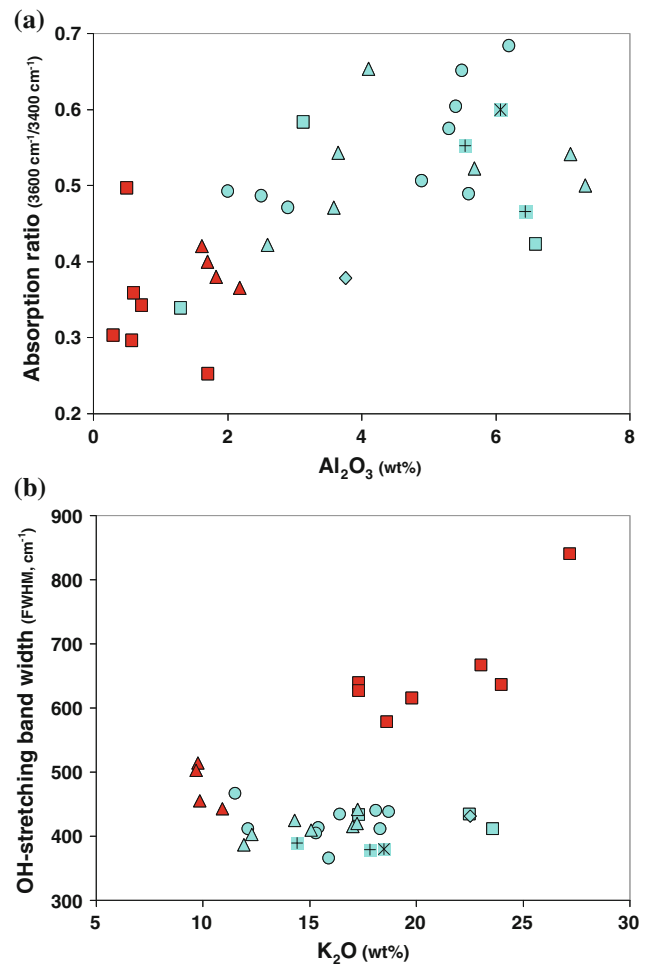 (a)
0.7
0.6
0.5
0.4
0.3
0.2
Absorption ratio (3600 cm⁻¹/3400 cm⁻¹)
0 2 4 6 8
Al₂O₃ (wt%)
(b)
900
800
700
600
500
400
300
OH-stretching band width (FWHM, cm⁻¹)
5 10 15 20 25 30
K₂O (wt%)